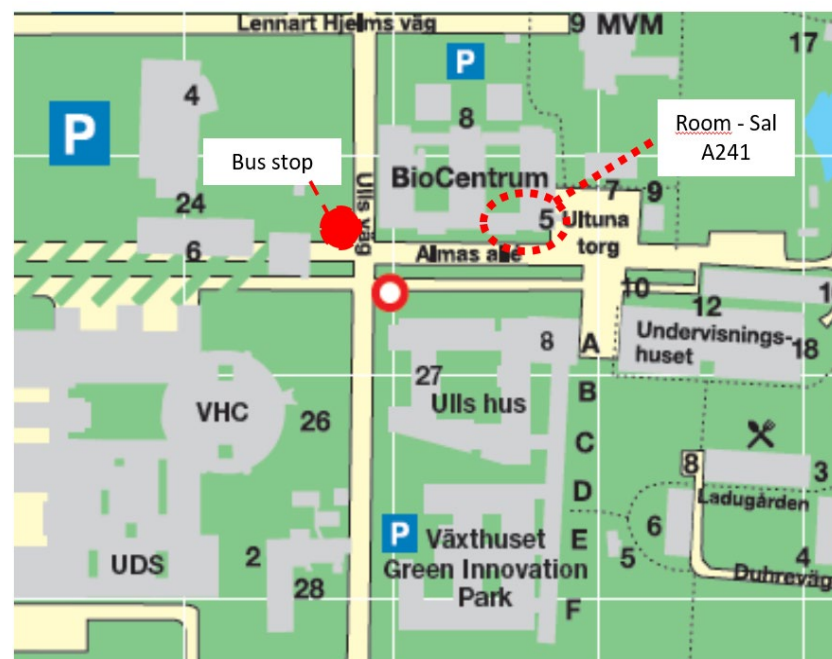 Lennart Hjelms väg
9 MVM
17
P
4
P
8
Room - Sal
A241
Bus stop
Ulls väg
BioCentrum
24
7
9
5
Ultuna
torg
6
Almas allé
10
12
8
A
Undervisnings-
huset
18
27
B
Ulls hus
VHC
26
C
8
3
D
Ladugården
P
Växthuset
E
6
5
4
UDS
2
Green Innovation
Park
Duhreväg
28
F